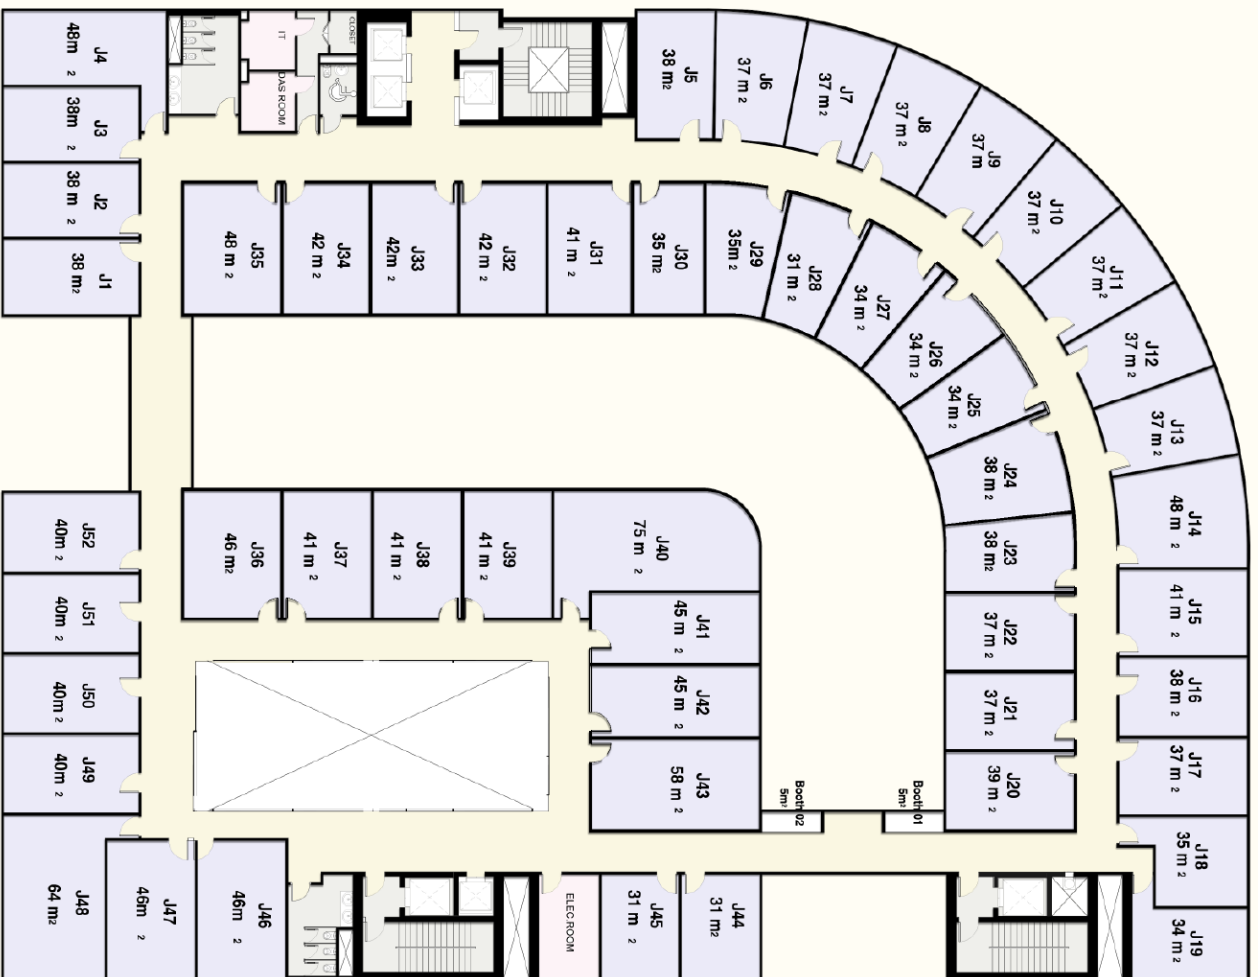 J4
48m 2
J3
38m 2
J2
38 m 2
J1
38 m2
IT
DAS ROOM
CLOSET
J5
38 m2
J6
37 m 2
J7
37 m 2
J8
37 m 2
J9
37 m
J10
37 m 2
J11
37 m 2
J12
37 m 2
J13
37 m 2
J14
48 m 2
J15
41 m 2
J16
38 m 2
J17
37 m 2
J18
35 m 2
J19
34 m 2
J35
48 m 2
J34
42 m 2
J33
42m 2
J32
42 m 2
J31
41 m 2
J30
35 m2
J29
35m 2
J28
31 m 2
J27
34 m 2
J26
34 m 2
J25
34 m 2
J24
38 m 2
J23
38 m2
J22
37 m 2
J21
37 m 2
J20
39 m 2
J52
40m 2
J51
40m 2
J50
40m 2
J49
40m 2
J48
64 m2
J47
46m 2
J46
46m 2
J36
46 m2
J37
41 m 2
J38
41 m 2
J39
41 m 2
J40
75 m 2
J41
45 m 2
J42
45 m 2
J43
58 m 2
Booth 02
5m²
Booth 01
5m²
ELEC.ROOM
J45
31 m 2
J44
31 m2